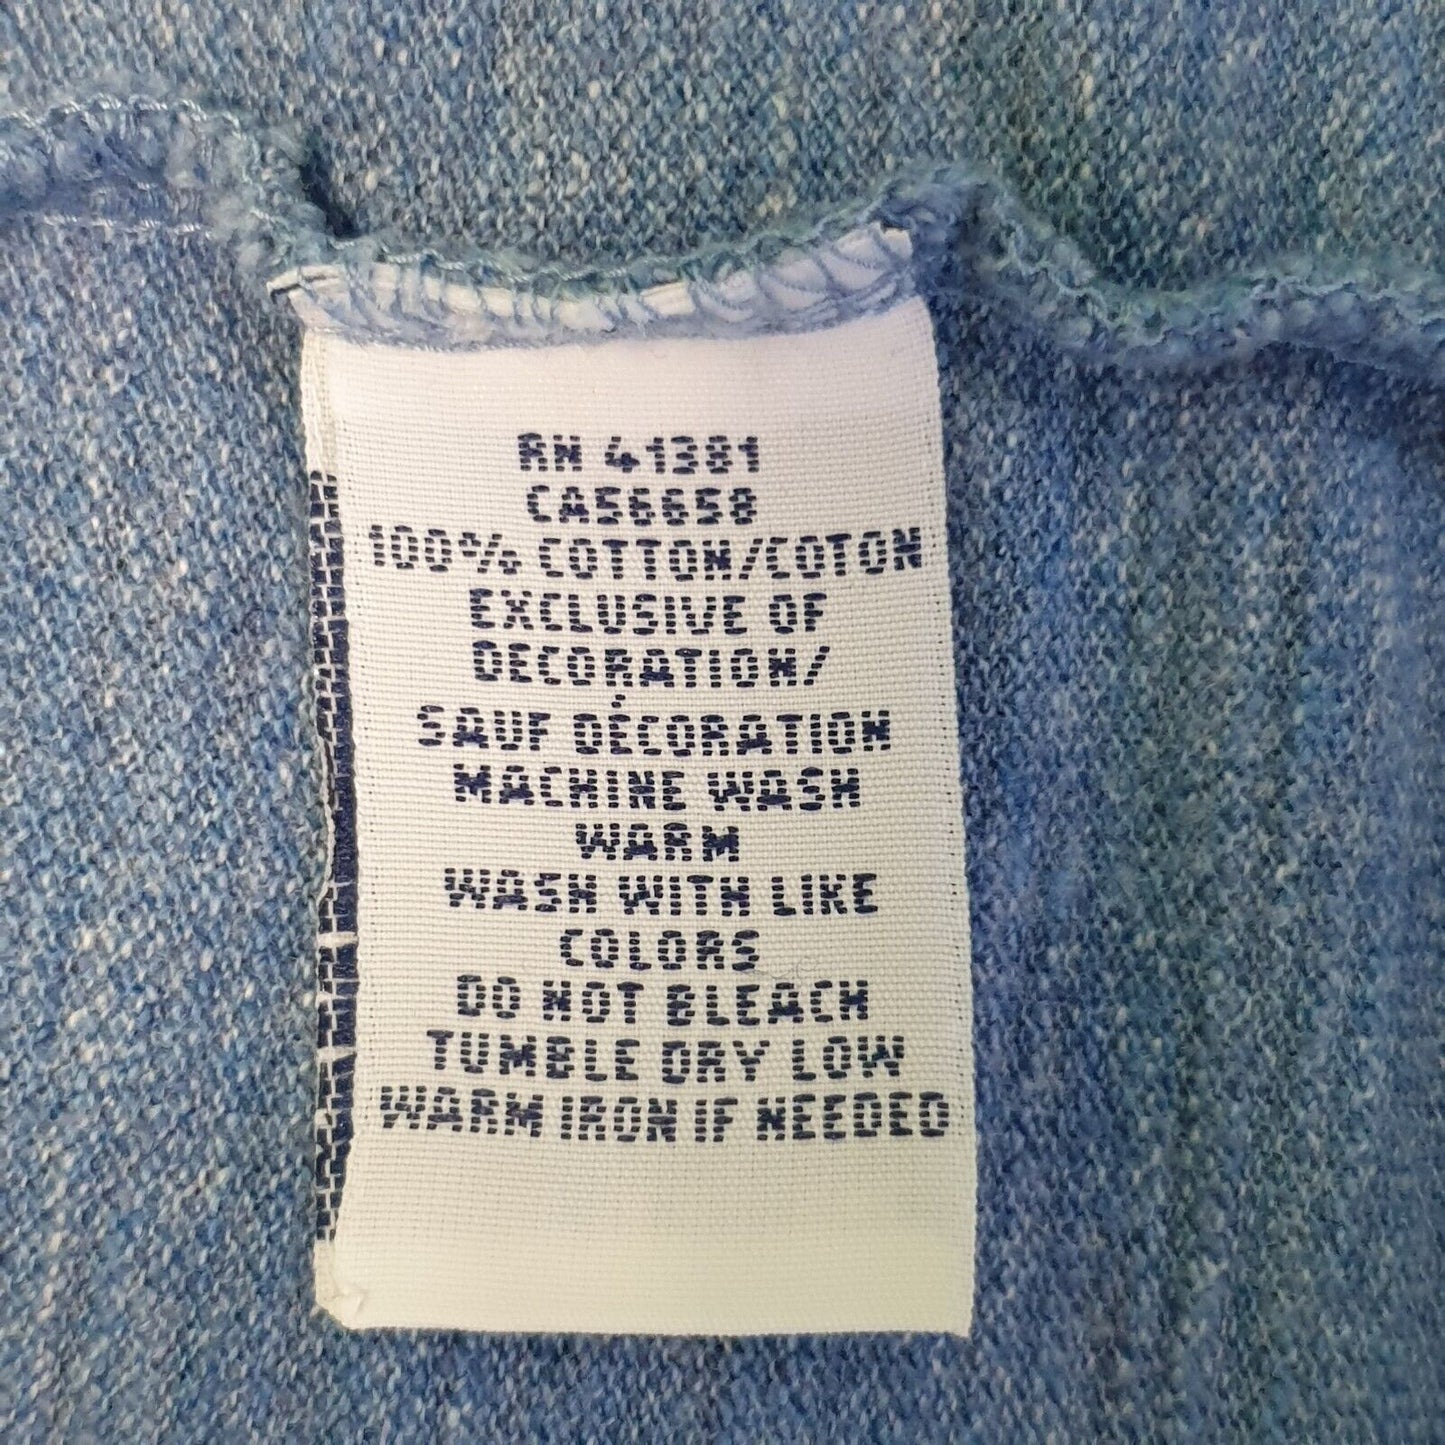 RN 41381
CA56658
100% COTTON/COTON
EXCLUSIVE OF
DECORATION/
SAUF DÉCORATION
MACHINE WASH
WARM
WASH WITH LIKE
COLORS
DO NOT BLEACH
TUMBLE DRY LOW
WARM IRON IF NEEDED